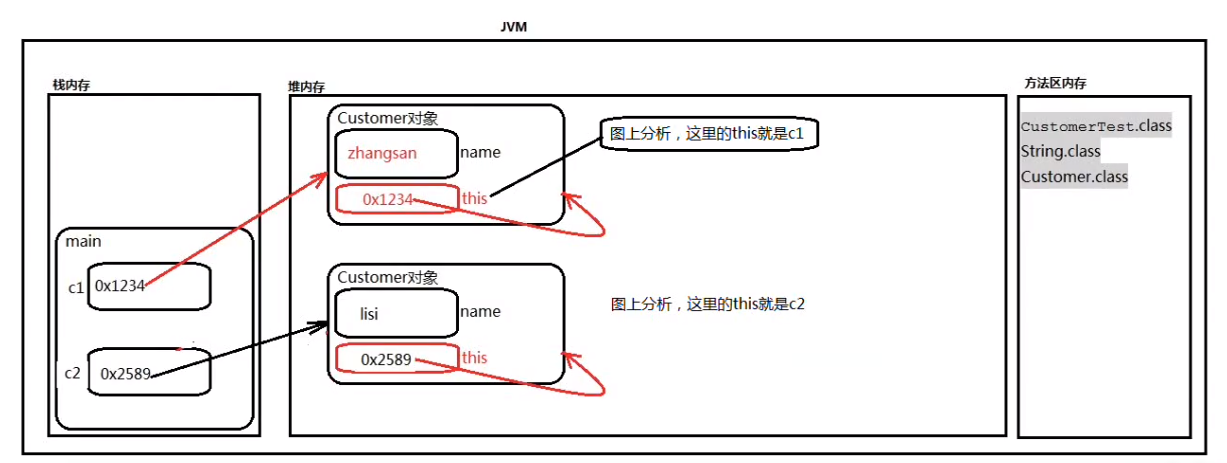 JVM
栈内存
main
c1
0x1234
c2
0x2589
堆内存
Customer对象
zhangsan
name
0x1234
this
图上分析，这里的this就是c1
Customer对象
lisi
name
0x2589
this
图上分析，这里的this就是c2
方法区内存
CustomerTest.class
String.class
Customer.class